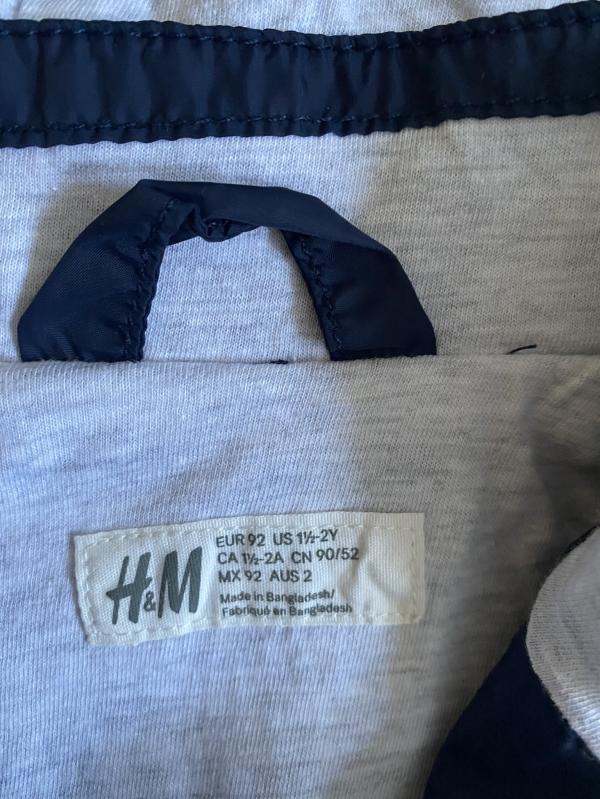 H&M
EUR 92 US 1½-2Y
CA 1½-2A CN 90/52
MX 92 AUS 2
Made in Bangladesh/
Fabriqué en Bangladesh